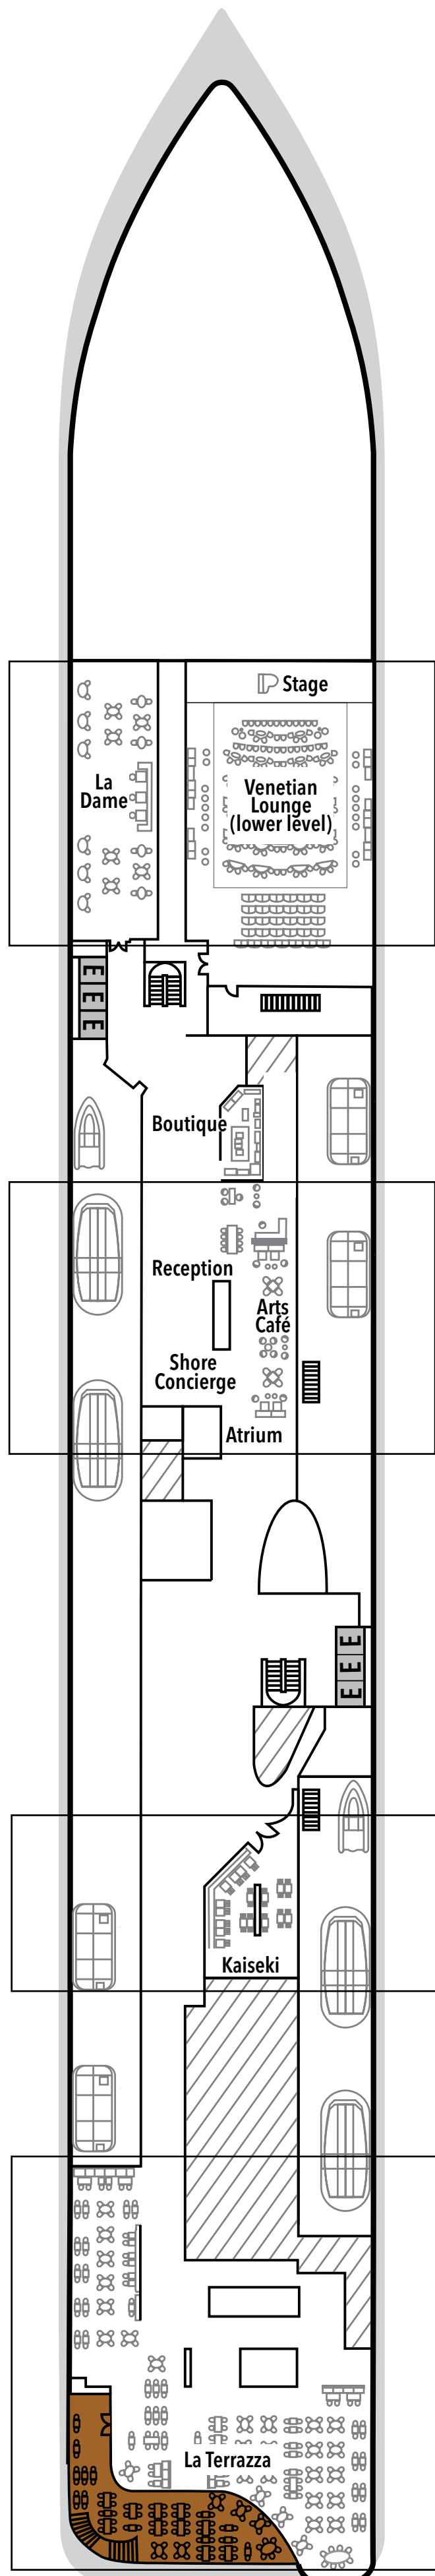 Stage
La
Dame
Venetian
Lounge
(lower level)
E
E
E
Boutique
Reception
Arts
Café
Shore
Concierge
Atrium
E
E
E
Kaiseki
La Terrazza